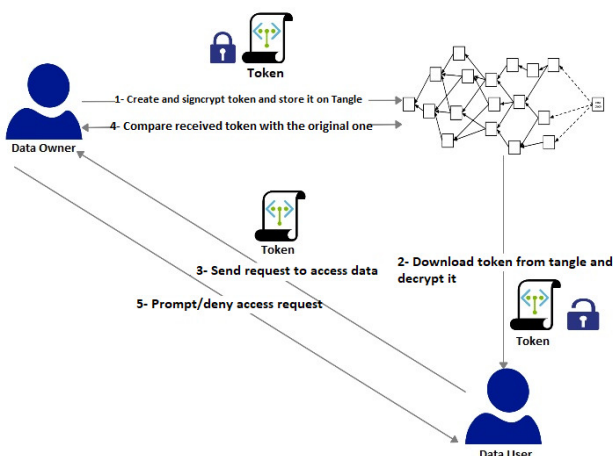 Token
1- Create and signcrypt token and store it on Tangle
4- Compare received token with the original one
Data Owner
Token
3- Send request to access data
2- Download token from tangle and
decrypt it
5- Prompt/deny access request
Token
Data User